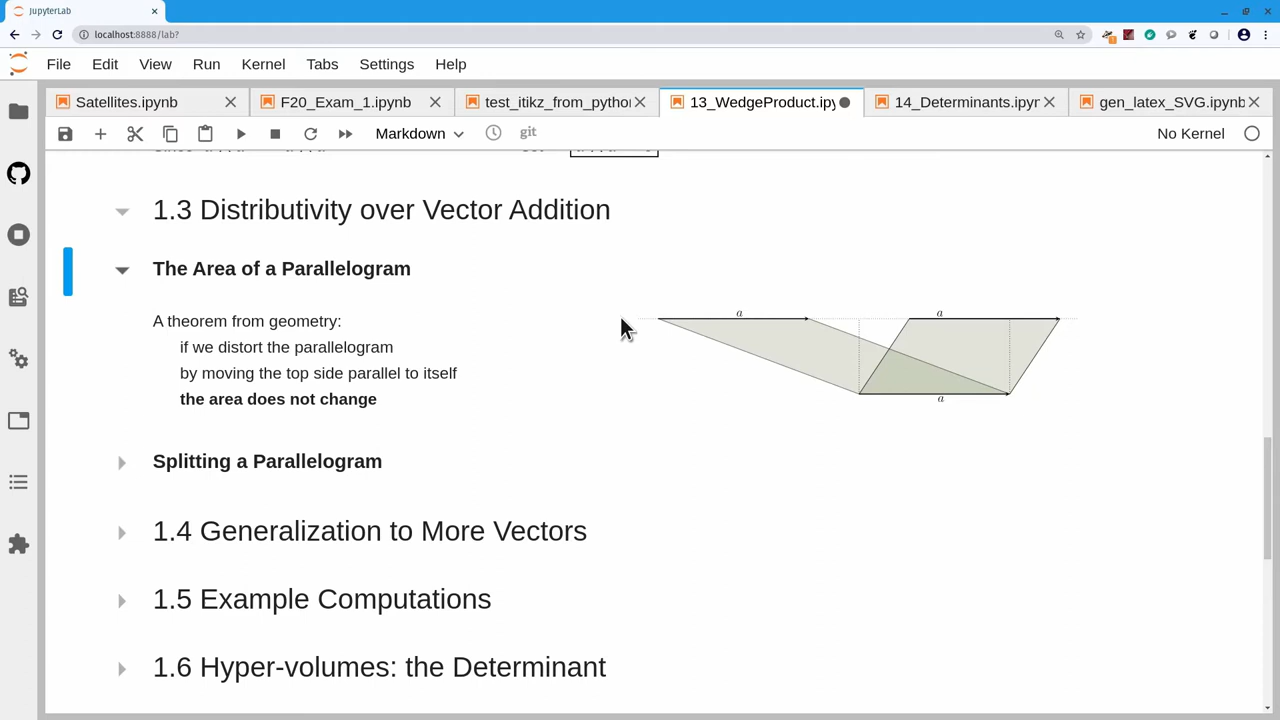 JupyterLab
localhost:8888/lab?
File Edit View Run Kernel Tabs Settings Help
Satellites.ipynb F20_Exam_1.ipynb test_itikz_from_pytho 13_WedgeProduct.ipy 14_Determinants.ipyn gen_latex_SVG.ipynb
Markdown git No Kernel
1.3 Distributivity over Vector Addition
The Area of a Parallelogram
A theorem from geometry:
if we distort the parallelogram
by moving the top side parallel to itself
the area does not change
a a
a
Splitting a Parallelogram
1.4 Generalization to More Vectors
1.5 Example Computations
1.6 Hyper-volumes: the Determinant